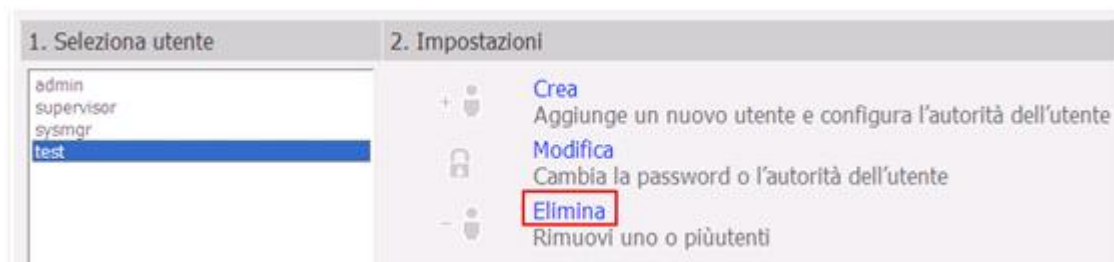 1. Seleziona utente
2. Impostazioni
admin
supervisor
sysmgr
test
Crea
Aggiunge un nuovo utente e configura l'autorità dell'utente
Modifica
Cambia la password o l'autorità dell'utente
Elimina
Rimuovi uno o piùutenti